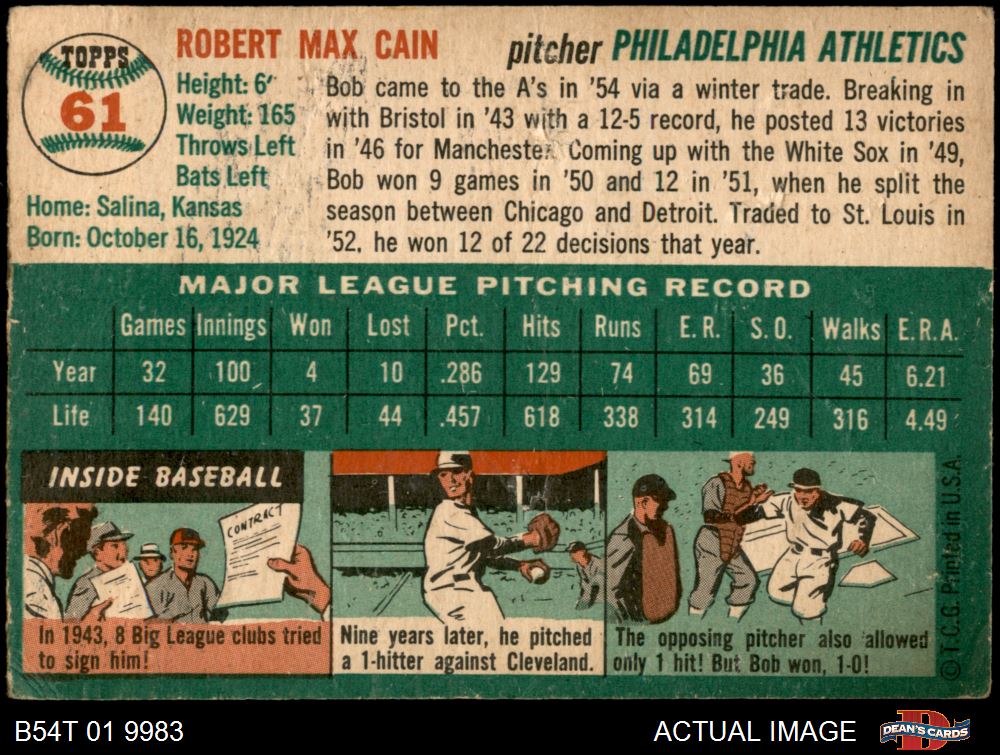 TOPPS
61
ROBERT MAX CAIN
pitcher PHILADELPHIA ATHLETICS
Height: 6'
Weight: 165
Throws Left
Bats Left
Home: Salina, Kansas
Born: October 16, 1924
Bob came to the A's in '54 via a winter trade. Breaking in
with Bristol in '43 with a 12-5 record, he posted 13 victories
in '46 for Manchester. Coming up with the White Sox in '49,
Bob won 9 games in '50 and 12 in '51, when he split the
season between Chicago and Detroit. Traded to St. Louis in
'52, he won 12 of 22 decisions that year.
MAJOR LEAGUE PITCHING RECORD
Games Innings Won Lost Pct. Hits Runs E. R. S. O. Walks E. R. A.
Year 32 100 4 10 .286 129 74 69 36 45 6.21
Life 140 629 37 44 .457 618 338 314 249 316 4.49
INSIDE BASEBALL
CONTRACT
In 1943, 8 Big League clubs tried
to sign him!
Nine years later, he pitched
a 1-hitter against Cleveland.
The opposing pitcher also allowed
only 1 hit! But Bob won, 1-0!
© T.C.G. Printed in U.S.A.
B54T 01 9983
ACTUAL IMAGE
D
DEAN'S CARDS